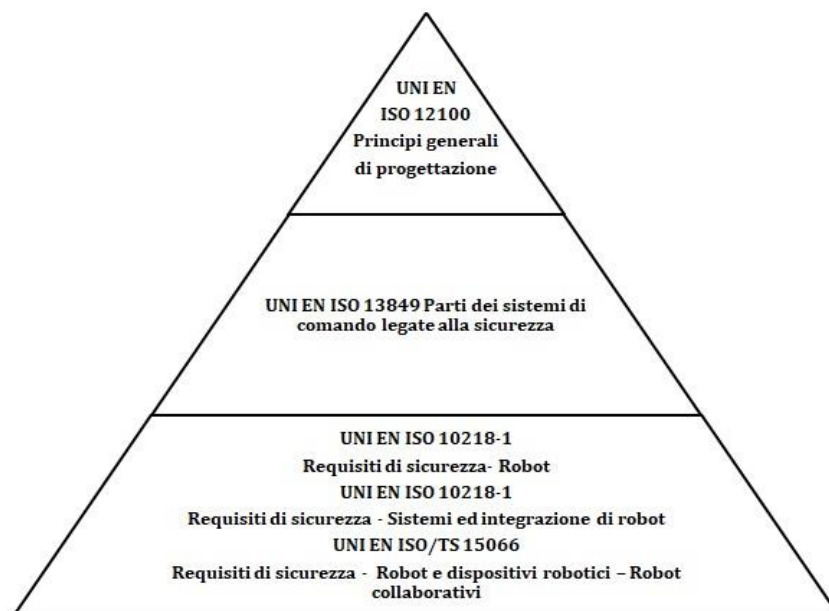 UNI EN
ISO 12100
Principi generali
di progettazione
UNI EN ISO 13849 Parti dei sistemi di
comando legate alla sicurezza
UNI EN ISO 10218-1
Requisiti di sicurezza- Robot
UNI EN ISO 10218-1
Requisiti di sicurezza - Sistemi ed integrazione di robot
UNI EN ISO/TS 15066
Requisiti di sicurezza - Robot e dispositivi robotici – Robot
collaborativi